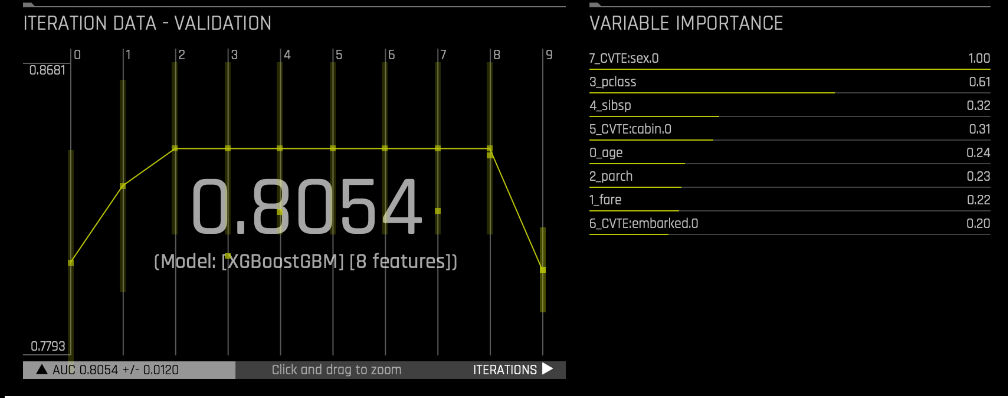 ITERATION DATA - VALIDATION
0 1 2 3 4 5 6 7 8 9
0.8681
0.8054
(Model: [XGBoostGBM] [8 features])
0.7793
▲ AUC 0.8054 +/- 0.0120 Click and drag to zoom ITERATIONS ▶
VARIABLE IMPORTANCE
7_CVTE:sex.0 1.00
3_pclass 0.61
4_sibsp 0.32
5_CVTE:cabin.0 0.31
0_age 0.24
2_parch 0.23
1_fare 0.22
6_CVTE:embarked.0 0.20